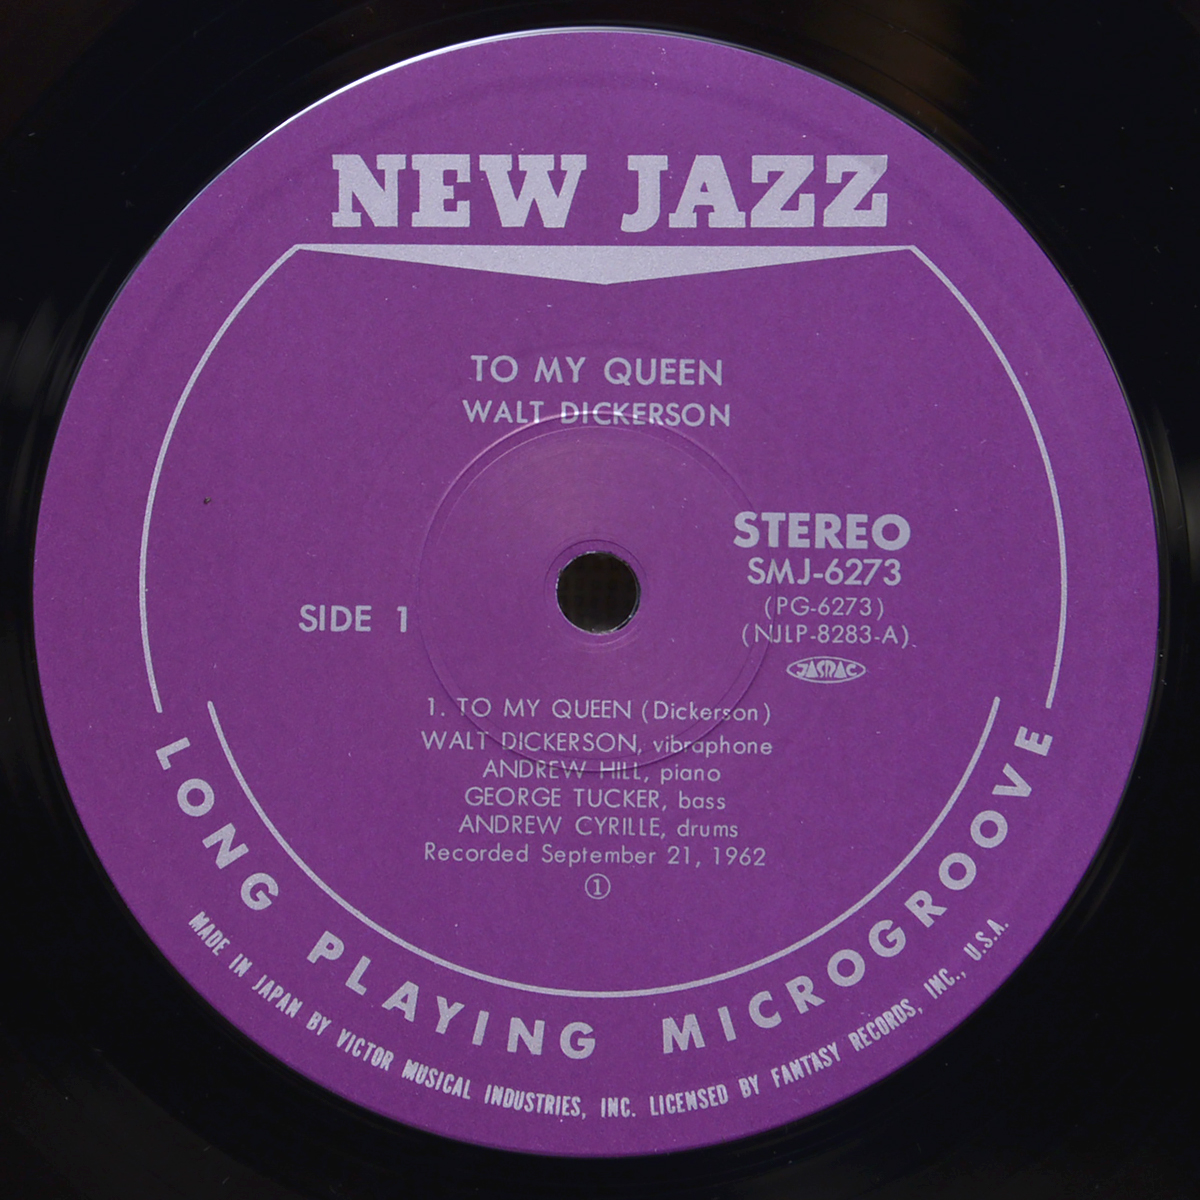 NEW JAZZ
TO MY QUEEN
WALT DICKERSON
STEREO
SMJ-6273
(PG-6273)
(NJLP-8283-A)
JASRAC
SIDE 1
1. TO MY QUEEN (Dickerson)
WALT DICKERSON, vibraphone
ANDREW HILL, piano
GEORGE TUCKER, bass
ANDREW CYRILLE, drums
Recorded September 21, 1962
①
LONG PLAYING MICROGROOVE
MADE IN JAPAN BY VICTOR MUSICAL INDUSTRIES, INC. LICENSED BY FANTASY RECORDS, INC., U.S.A.